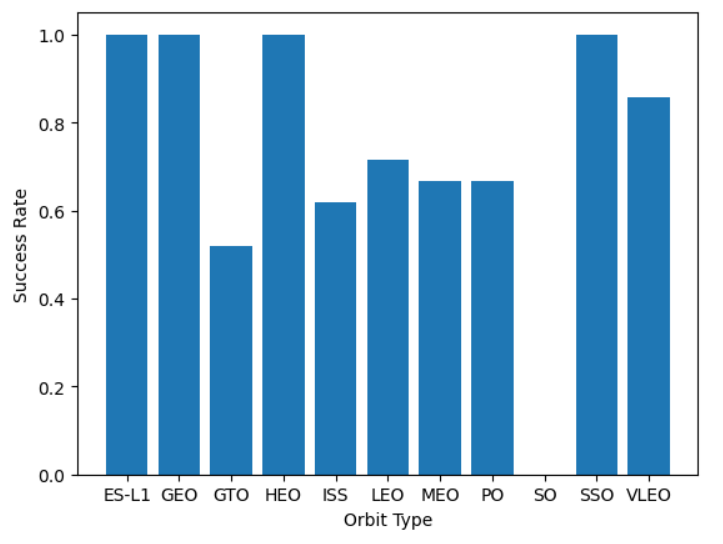 1.0
0.8
0.6
0.4
0.2
0.0
Success Rate
ES-L1 GEO GTO HEO ISS LEO MEO PO SO SSO VLEO
Orbit Type